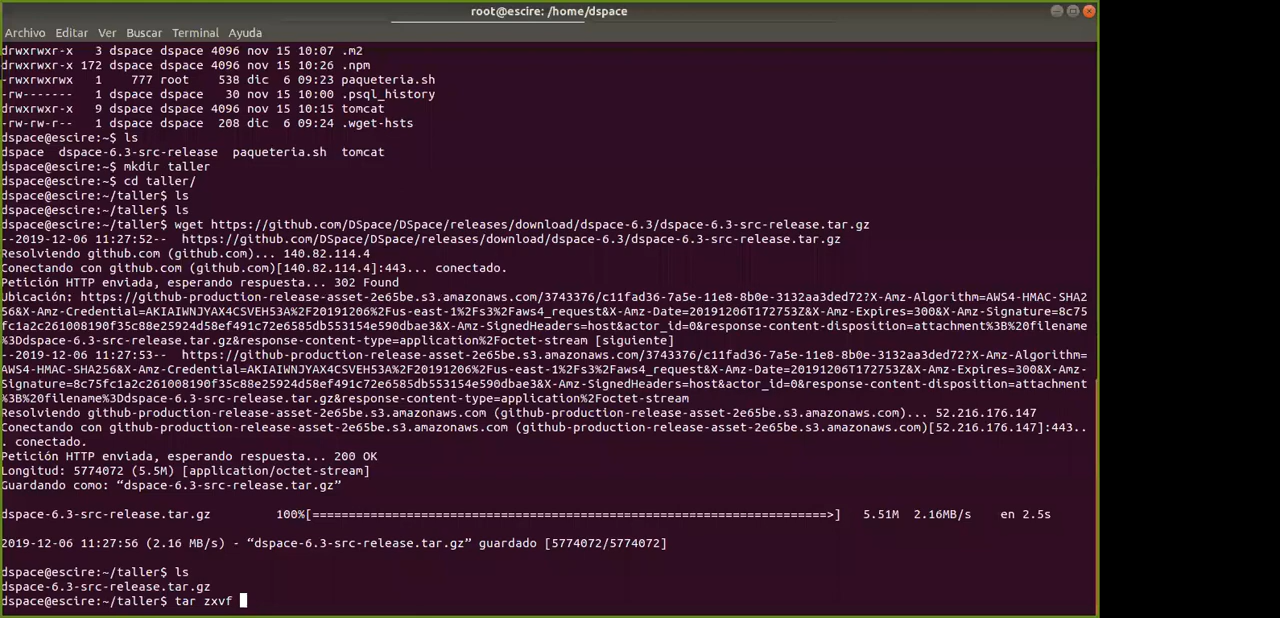 root@escire: /home/dspace
Archivo Editar Ver Buscar Terminal Ayuda
drwxrwxr-x 3 dspace dspace 4096 nov 15 10:07 .m2
drwxrwxr-x 172 dspace dspace 4096 nov 15 10:26 .npm
-rwxrwxrwx 1 777 root 538 dic 6 09:23 paqueteria.sh
-rw------- 1 dspace dspace 30 nov 15 10:00 .psql_history
drwxrwxr-x 9 dspace dspace 4096 nov 15 10:15 tomcat
-rw-rw-r-- 1 dspace dspace 208 dic 6 09:24 .wget-hsts
dspace@escire:~$ ls
dspace dspace-6.3-src-release paqueteria.sh tomcat
dspace@escire:~$ mkdir taller
dspace@escire:~$ cd taller/
dspace@escire:~/taller$ ls
dspace@escire:~/taller$ ls
dspace@escire:~/taller$ wget https://github.com/DSpace/DSpace/releases/download/dspace-6.3/dspace-6.3-src-release.tar.gz
--2019-12-06 11:27:52-- https://github.com/DSpace/DSpace/releases/download/dspace-6.3/dspace-6.3-src-release.tar.gz
Resolviendo github.com (github.com)... 140.82.114.4
Conectando con github.com (github.com)[140.82.114.4]:443... conectado.
Petición HTTP enviada, esperando respuesta... 302 Found
Ubicación: https://github-production-release-asset-2e65be.s3.amazonaws.com/3743376/c11fad36-7a5e-11e8-8b0e-3132aa3ded72?X-Amz-Algorithm=AWS4-HMAC-SHA2
56&X-Amz-Credential=AKIAIWNJYAX4CSVEH53A%2F20191206%2Fus-east-1%2Fs3%2Faws4_request&X-Amz-Date=20191206T172753Z&X-Amz-Expires=300&X-Amz-Signature=8c75
fc1a2c261008190f35c88e25924d58ef491c72e6585db553154e590dbae3&X-Amz-SignedHeaders=host&actor_id=0&response-content-disposition=attachment%3B%20filename
%3Ddspace-6.3-src-release.tar.gz&response-content-type=application%2Foctet-stream [siguiente]
--2019-12-06 11:27:53-- https://github-production-release-asset-2e65be.s3.amazonaws.com/3743376/c11fad36-7a5e-11e8-8b0e-3132aa3ded72?X-Amz-Algorithm=
AWS4-HMAC-SHA256&X-Amz-Credential=AKIAIWNJYAX4CSVEH53A%2F20191206%2Fus-east-1%2Fs3%2Faws4_request&X-Amz-Date=20191206T172753Z&X-Amz-Expires=300&X-Amz-
Signature=8c75fc1a2c261008190f35c88e25924d58ef491c72e6585db553154e590dbae3&X-Amz-SignedHeaders=host&actor_id=0&response-content-disposition=attachment
%3B%20filename%3Ddspace-6.3-src-release.tar.gz&response-content-type=application%2Foctet-stream
Resolviendo github-production-release-asset-2e65be.s3.amazonaws.com (github-production-release-asset-2e65be.s3.amazonaws.com)... 52.216.176.147
Conectando con github-production-release-asset-2e65be.s3.amazonaws.com (github-production-release-asset-2e65be.s3.amazonaws.com)[52.216.176.147]:443..
. conectado.
Petición HTTP enviada, esperando respuesta... 200 OK
Longitud: 5774072 (5.5M) [application/octet-stream]
Guardando como: “dspace-6.3-src-release.tar.gz”
dspace-6.3-src-release.tar.gz 100%[=======================================================================>] 5.51M 2.16MB/s en 2.5s
2019-12-06 11:27:56 (2.16 MB/s) - “dspace-6.3-src-release.tar.gz” guardado [5774072/5774072]
dspace@escire:~/taller$ ls
dspace-6.3-src-release.tar.gz
dspace@escire:~/taller$ tar zxvf